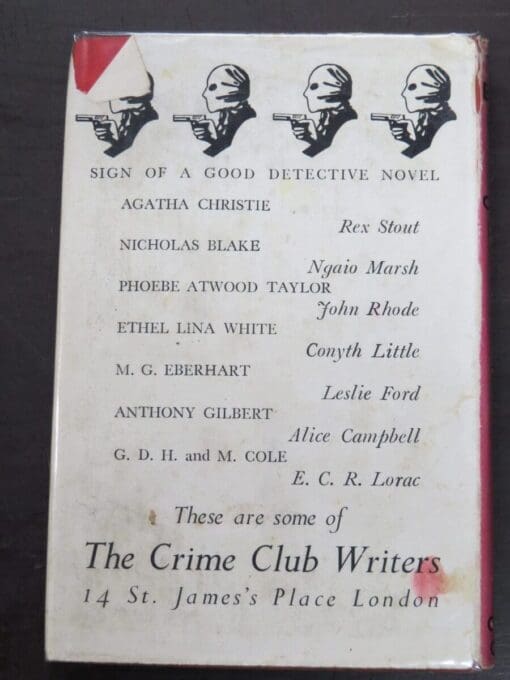 SIGN OF A GOOD DETECTIVE NOVEL
AGATHA CHRISTIE
Rex Stout
NICHOLAS BLAKE
Ngaio Marsh
PHOEBE ATWOOD TAYLOR
John Rhode
ETHEL LINA WHITE
Conyth Little
M. G. EBERHART
Leslie Ford
ANTHONY GILBERT
Alice Campbell
G. D. H. and M. COLE
E. C. R. Lorac
These are some of
The Crime Club Writers
14 St. James's Place London